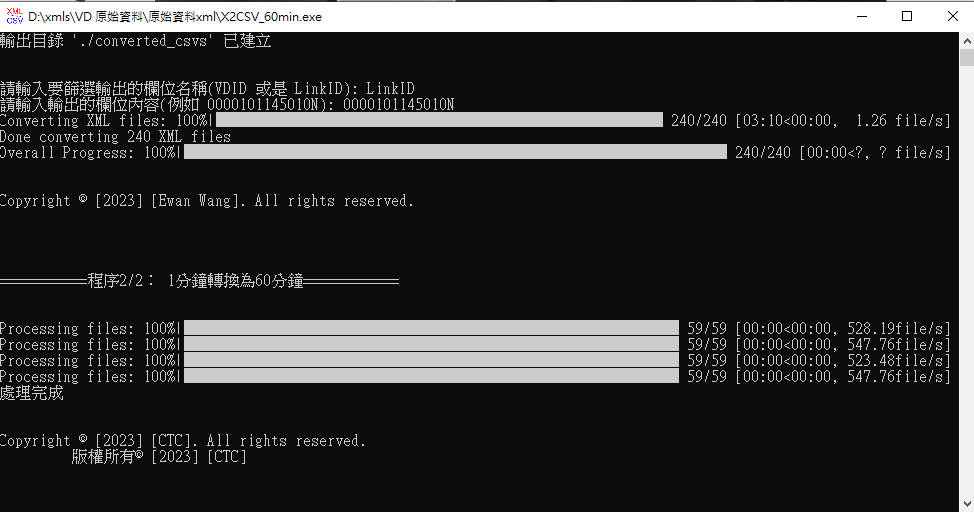 XML
CSV
D:\xmls\VD 原始資料\原始資料xml\X2CSV_60min.exe
輸出目錄 './converted_csvs' 已建立
請輸入要篩選輸出的欄位名稱(VDID 或是 LinkID): LinkID
請輸入輸出的欄位內容(例如 0000101145010N): 0000101145010N
Converting XML files: 100%| 240/240 [03:10<00:00, 1.26 file/s]
Done converting 240 XML files
Overall Progress: 100%| 240/240 [00:00<?, ? file/s]
Copyright © [2023] [Ewan Wang]. All rights reserved.
===========程序2/2： 1分鐘轉換為60分鐘============
Processing files: 100%| 59/59 [00:00<00:00, 528.19file/s]
Processing files: 100%| 59/59 [00:00<00:00, 547.76file/s]
Processing files: 100%| 59/59 [00:00<00:00, 523.48file/s]
Processing files: 100%| 59/59 [00:00<00:00, 547.76file/s]
處理完成
Copyright © [2023] [CTC]. All rights reserved.
版權所有© [2023] [CTC]